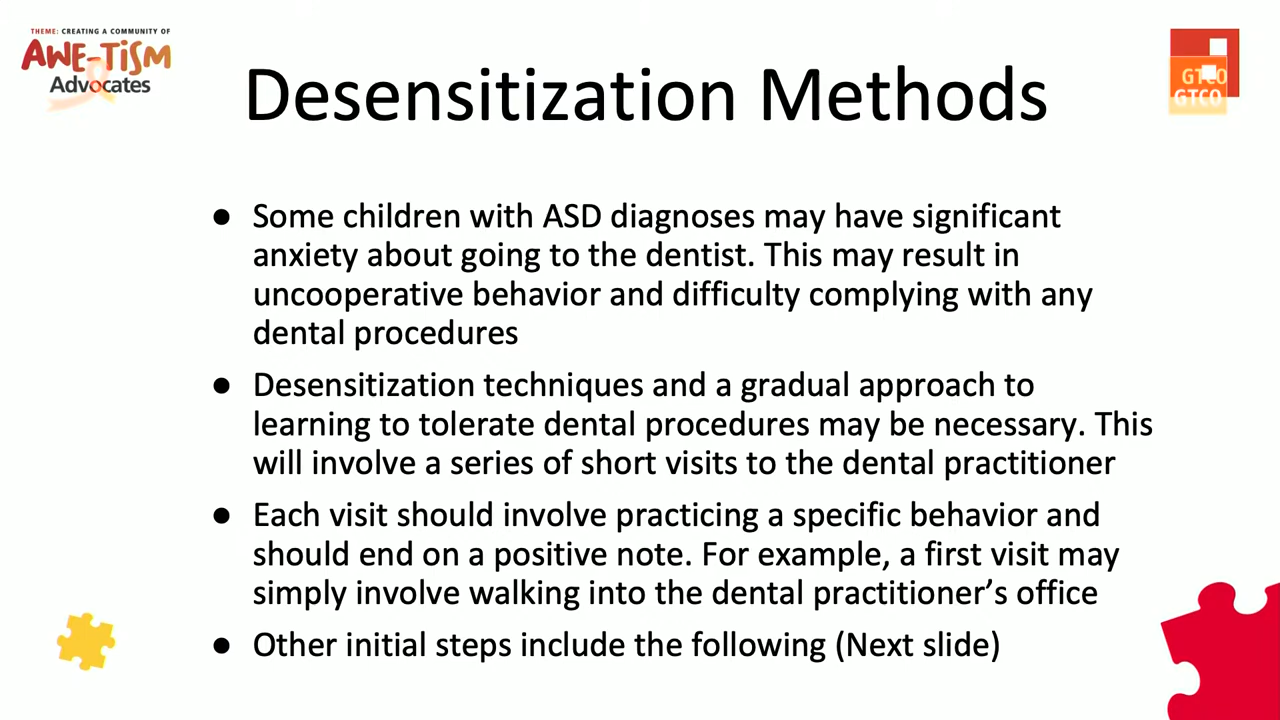 THEME: CREATING A COMMUNITY OF
AWE-TiSM
Advocates
GTCO
GTCO
Desensitization Methods
● Some children with ASD diagnoses may have significant
anxiety about going to the dentist. This may result in
uncooperative behavior and difficulty complying with any
dental procedures
● Desensitization techniques and a gradual approach to
learning to tolerate dental procedures may be necessary. This
will involve a series of short visits to the dental practitioner
● Each visit should involve practicing a specific behavior and
should end on a positive note. For example, a first visit may
simply involve walking into the dental practitioner’s office
● Other initial steps include the following (Next slide)